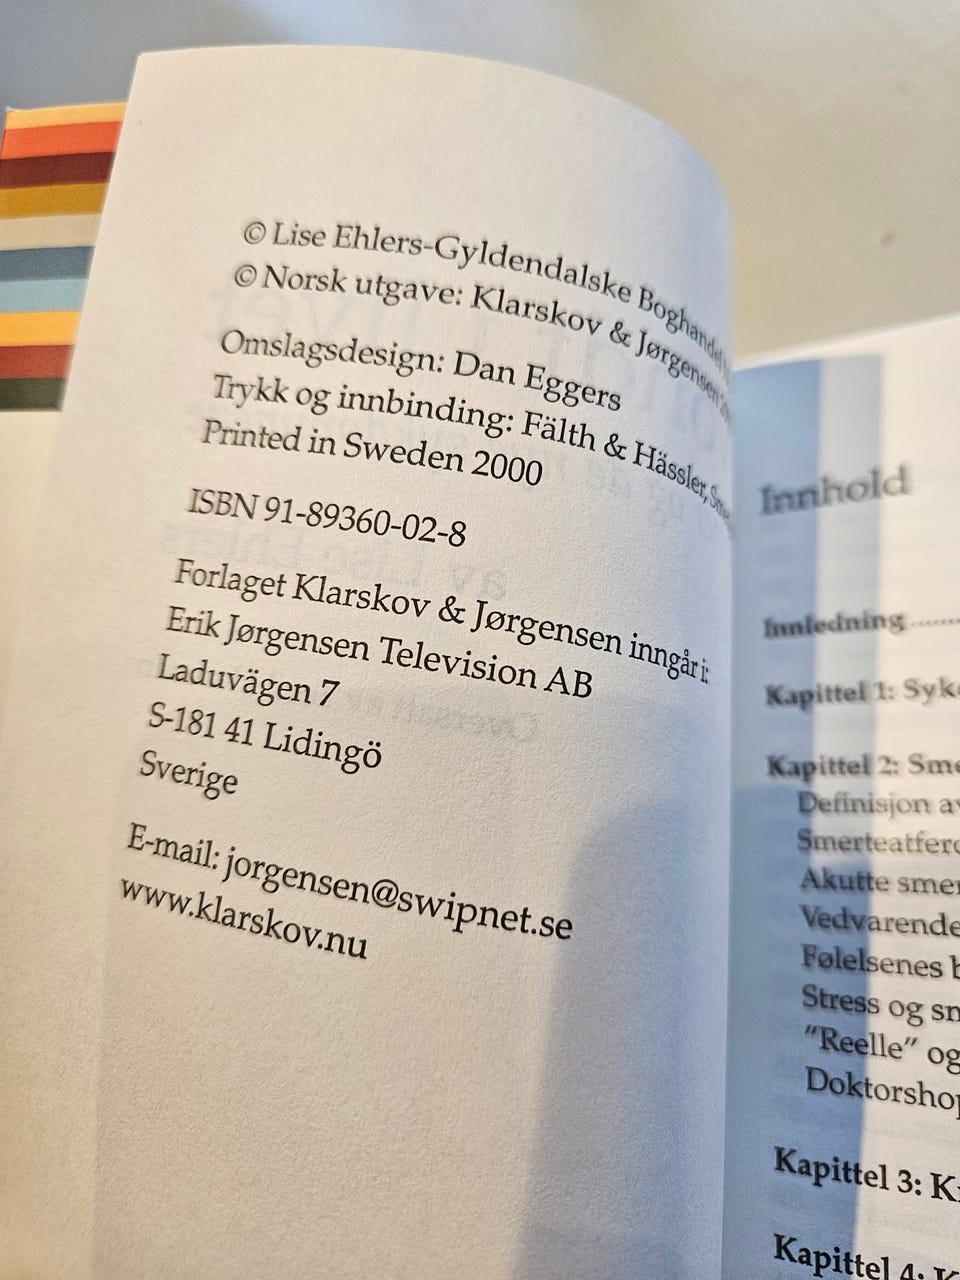 © Lise Ehlers-Gyldendalske Boghandel
© Norsk utgave: Klarskov & Jørgensen
Omslagsdesign: Dan Eggers
Trykk og innbinding: Fälth & Hässler,
Printed in Sweden 2000
ISBN 91-89360-02-8
Forlaget Klarskov & Jørgensen inngår i:
Erik Jørgensen Television AB
Laduvägen 7
S-181 41 Lidingö
Sverige
E-mail: jorgensen@swipnet.se
www.klarskov.nu
Innhold
Innledning
Kapittel 1: Syk
Kapittel 2: Sme
Definisjon av
Smerteatferd
Akutte smer
Vedvarende
Følelsenes b
Stress og sm
"Reelle" og
Doktorshop
Kapittel 3: K
Kapittel 4: K